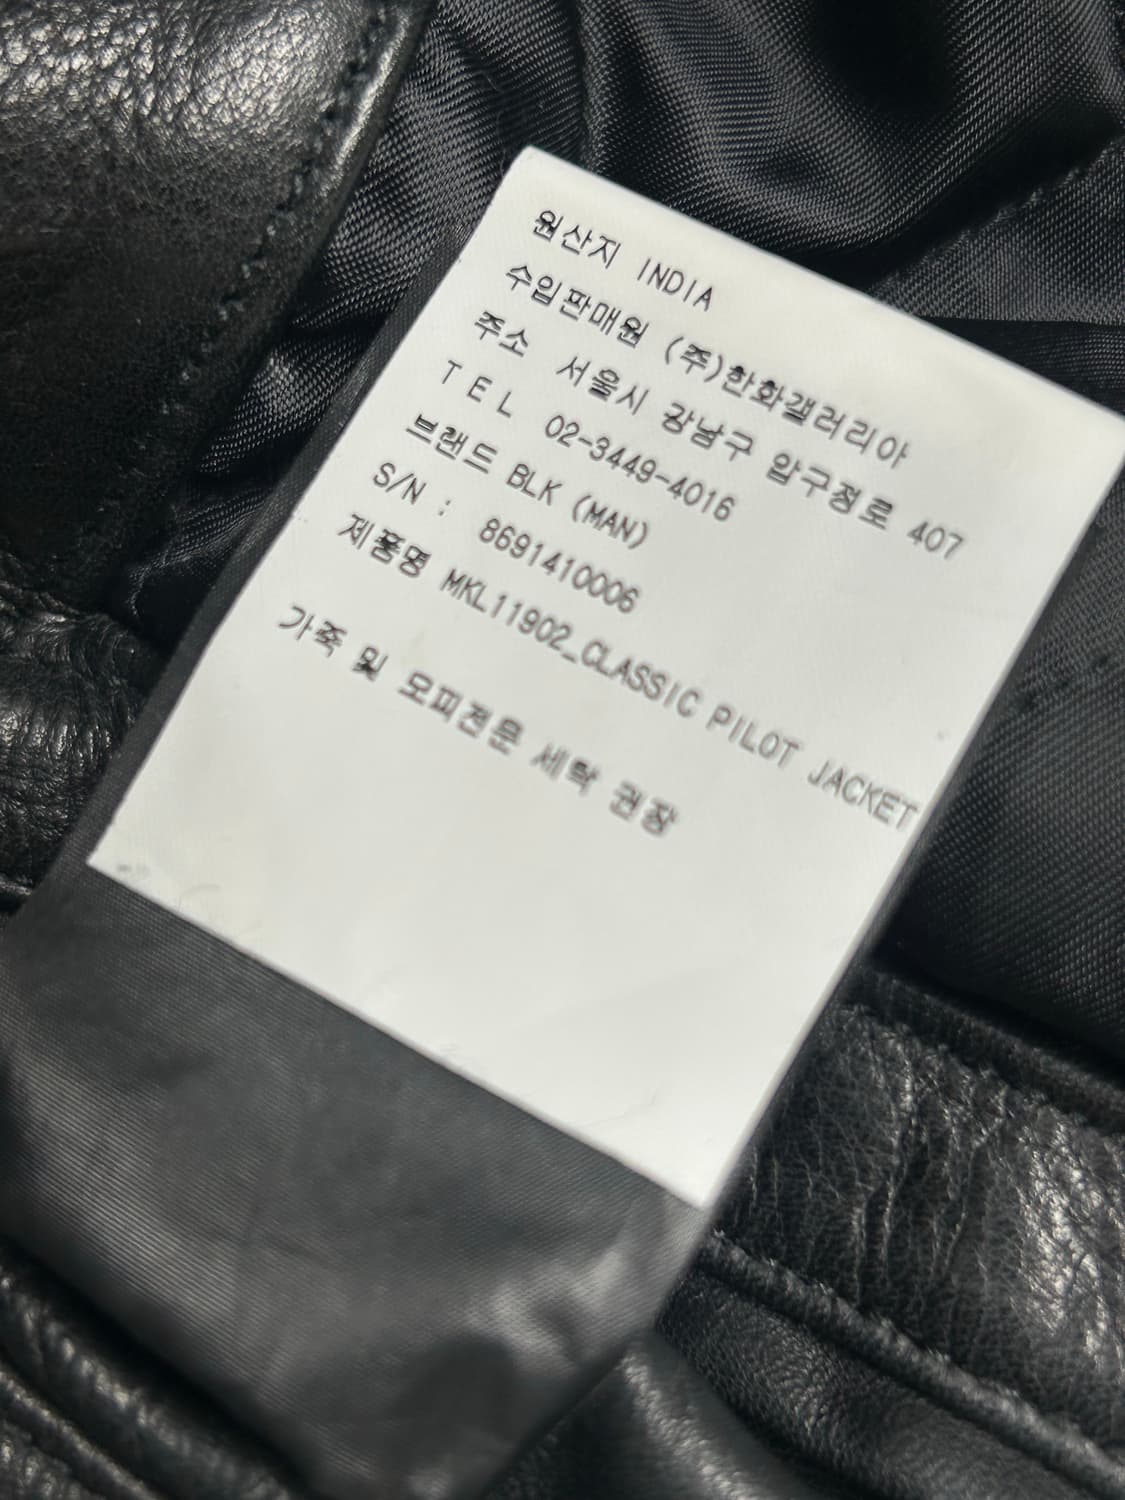 원산지 INDIA
수입판매원 (주)한화갤러리아
주소 서울시 강남구 압구정로 407
TEL 02-3449-4016
브랜드 BLK (MAN)
S/N : 8691410006
제품명 MKL11902_CLASSIC PILOT JACKET
가죽 및 모피전문 세탁 권장